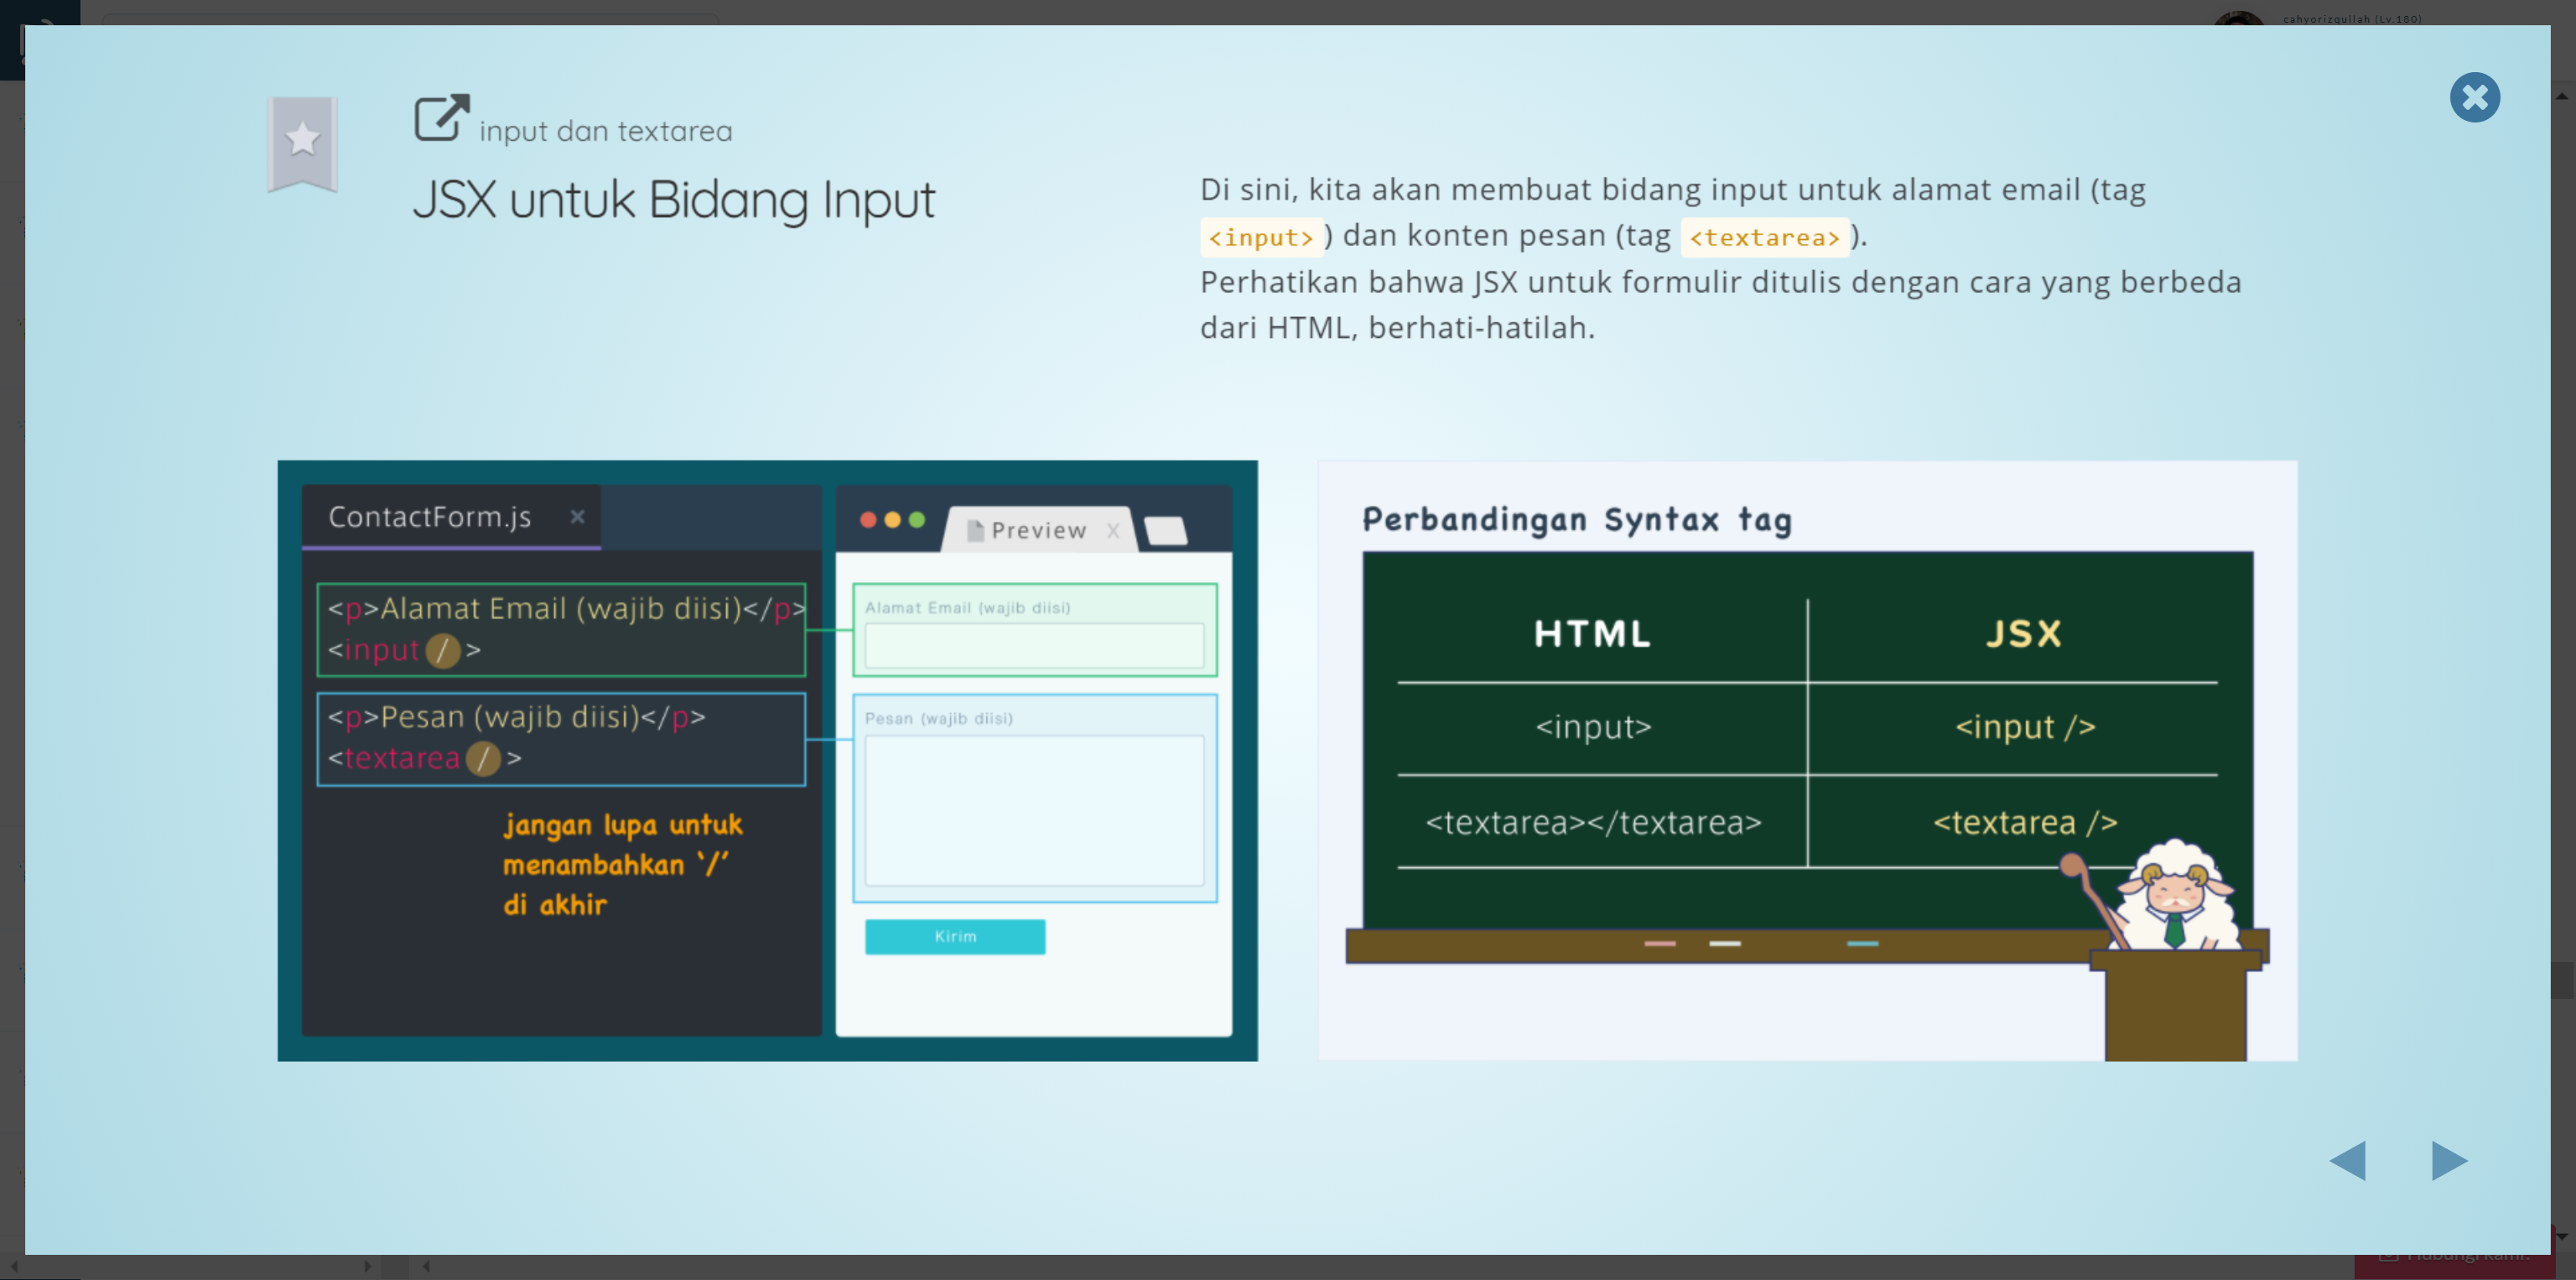 cahyorizqullah (Lv.180)
input dan textarea
JSX untuk Bidang Input
Di sini, kita akan membuat bidang input untuk alamat email (tag
<input>) dan konten pesan (tag <textarea>).
Perhatikan bahwa JSX untuk formulir ditulis dengan cara yang berbeda
dari HTML, berhati-hatilah.
ContactForm.js ×
<p>Alamat Email (wajib diisi)</p>
<input / >
<p>Pesan (wajib diisi)</p>
<textarea / >
jangan lupa untuk
menambahkan ‘/’
di akhir
Preview X
Alamat Email (wajib diisi)
Pesan (wajib diisi)
Kirim
Perbandingan Syntax tag
HTML JSX
<input> <input />
<textarea></textarea> <textarea />
Hubungi kami.